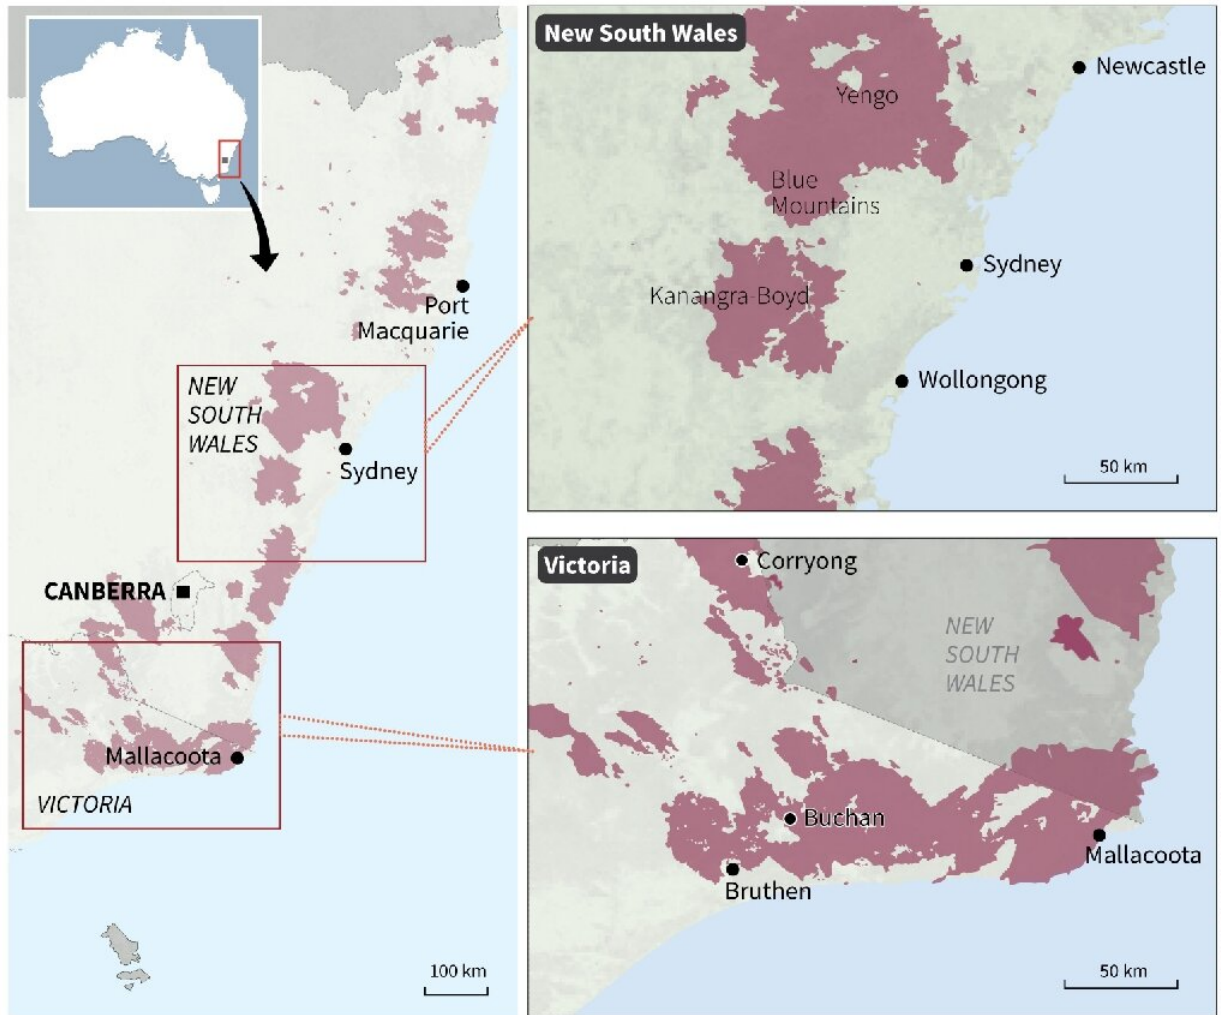 Port
Macquarie
NEW
SOUTH
WALES
Sydney
CANBERRA
Mallacoota
VICTORIA
100 km
New South Wales
Newcastle
Yengo
Blue
Mountains
Sydney
Kanangra-Boyd
Wollongong
50 km
Victoria
Corryong
NEW
SOUTH
WALES
Buchan
Mallacoota
Bruthen
50 km